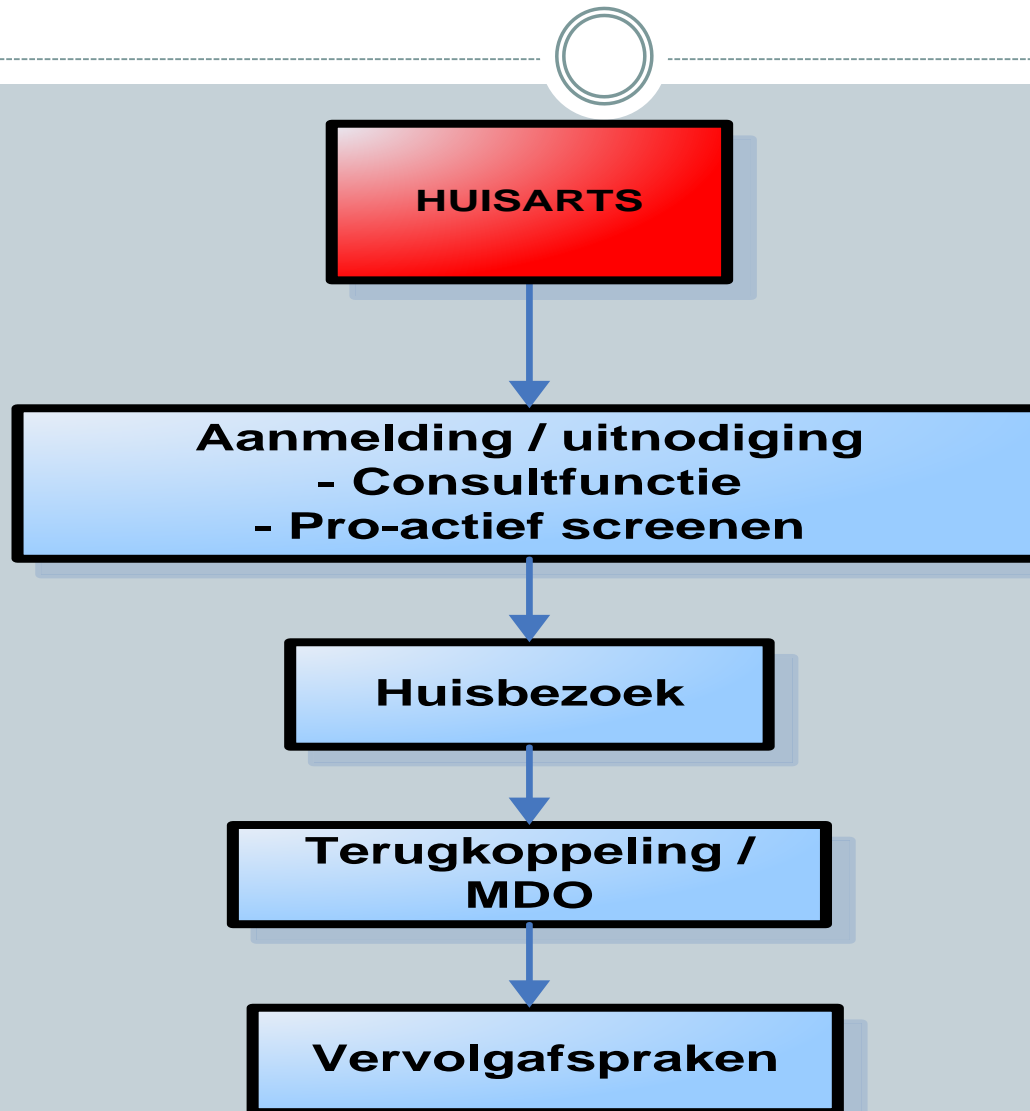 HUISARTS
Aanmelding / uitnodiging
- Consultfunctie
- Pro-actief screenen
Huisbezoek
Terugkoppeling /
MDO
Vervolgafspraken